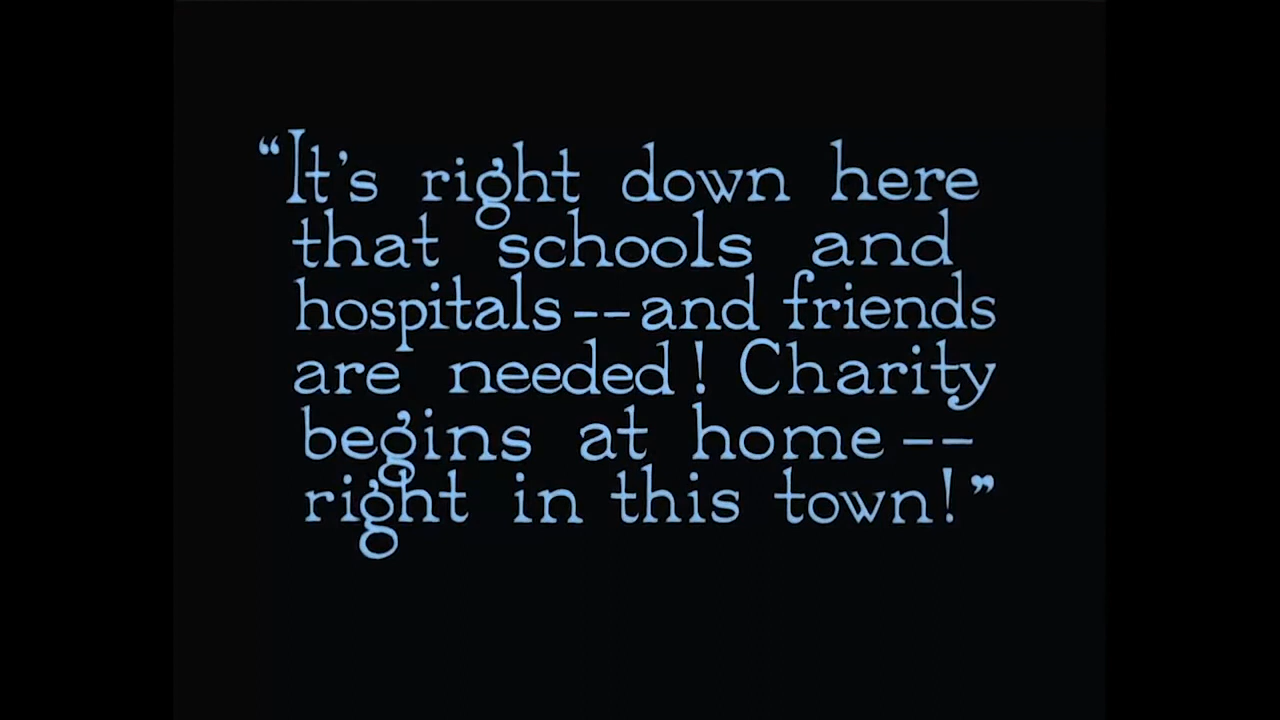 “It’s right down here
that schools and
hospitals--and friends
are needed! Charity
begins at home--
right in this town!”